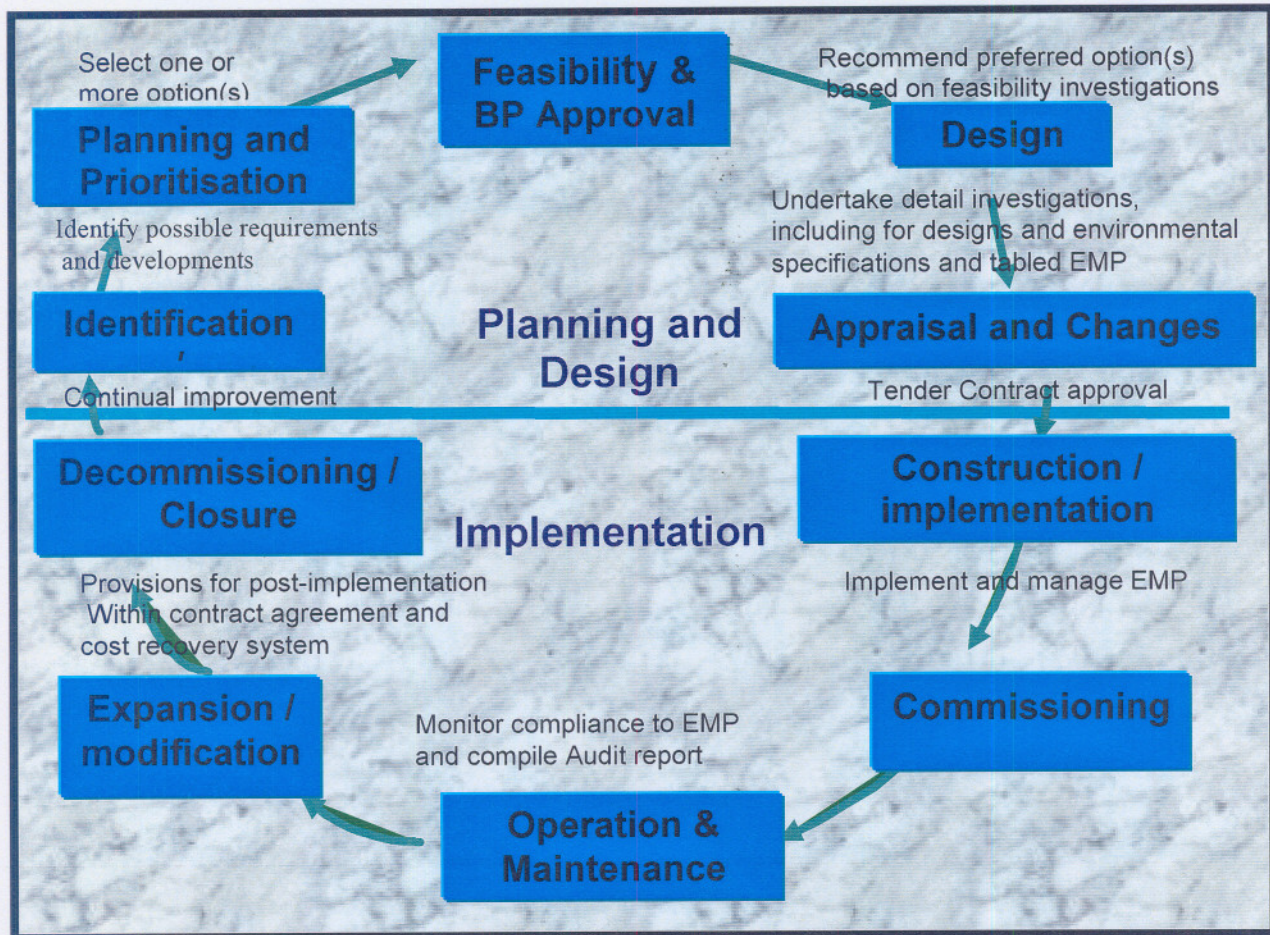 Select one or
more option(s)
Feasibility &
BP Approval
Recommend preferred option(s)
based on feasibility investigations
Planning and
Prioritisation
Design
Identify possible requirements
and developments
Undertake detail investigations,
including for designs and environmental
specifications and tabled EMP
Identification
,
Planning and
Design
Appraisal and Changes
Continual improvement
Tender Contract approval
Decommissioning /
Closure
Implementation
Construction /
implementation
Provisions for post-implementation
Within contract agreement and
cost recovery system
Implement and manage EMP
Expansion /
modification
Monitor compliance to EMP
and compile Audit report
Commissioning
Operation &
Maintenance